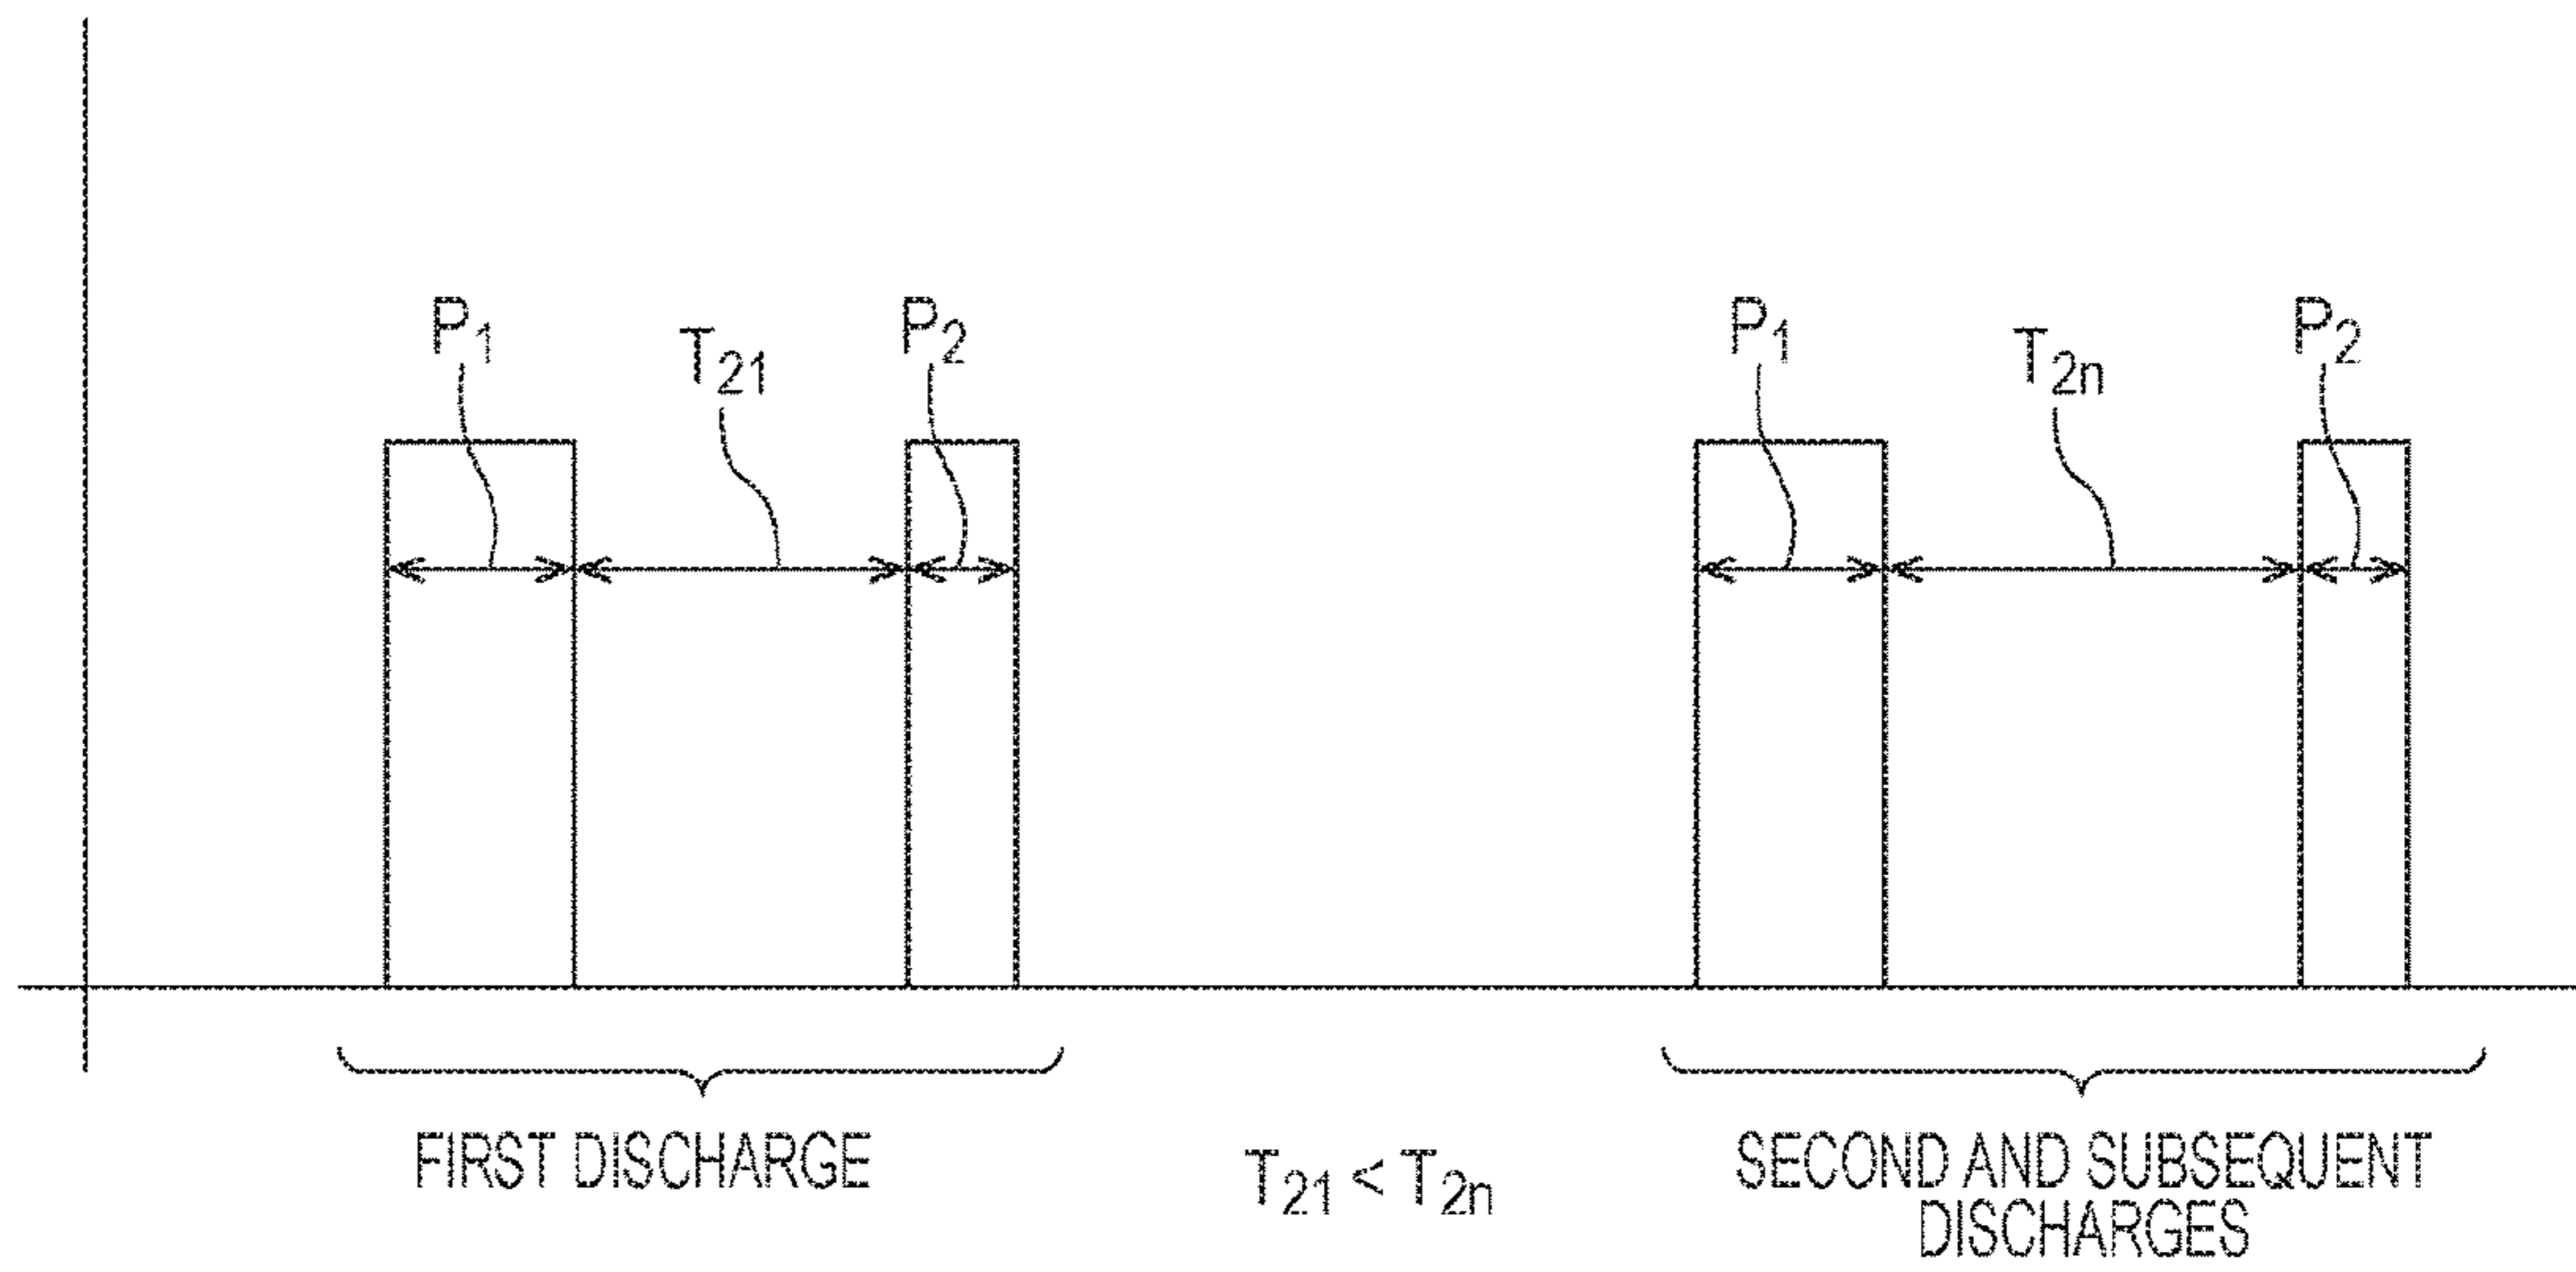 P1
T21
P2
P1
T2n
P2
FIRST DISCHARGE
T21 < T2n
SECOND AND SUBSEQUENT
DISCHARGES